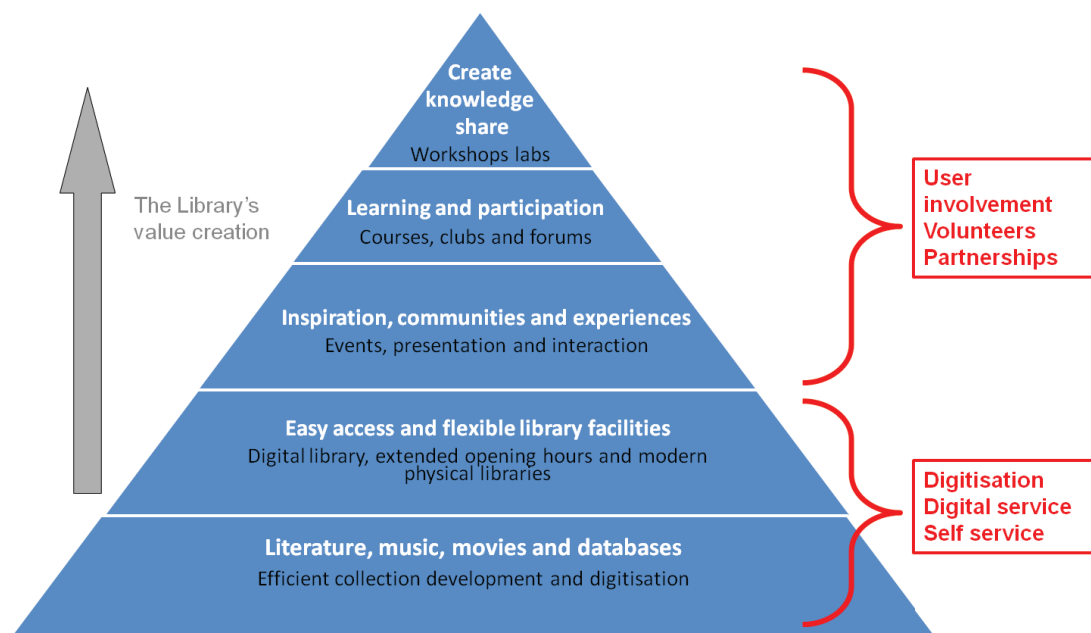 Create
knowledge
share
Workshops labs
The Library's
value creation
Learning and participation
Courses, clubs and forums
User
involvement
Volunteers
Partnerships
Inspiration, communities and experiences
Events, presentation and interaction
Easy access and flexible library facilities
Digital library, extended opening hours and modern
physical libraries
Digitisation
Digital service
Self service
Literature, music, movies and databases
Efficient collection development and digitisation